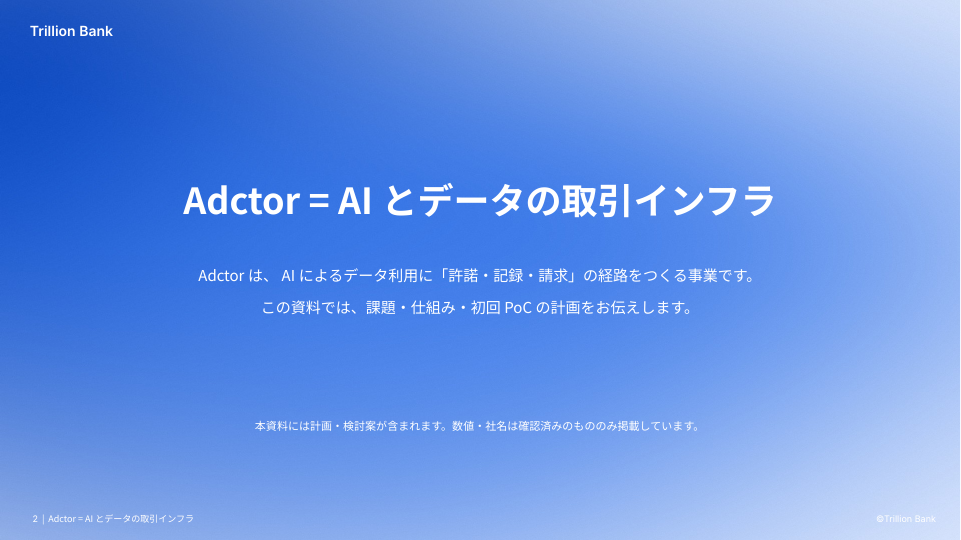 Trillion Bank
Adctor = AI とデータの取引インフラ
Adctor は、 AI によるデータ利用に「許諾・記録・請求」の経路をつくる事業です。
この資料では、課題・仕組み・初回 PoC の計画をお伝えします。
本資料には計画・検討案が含まれます。数値・社名は確認済みのもののみ掲載しています。
2 | Adctor = AI とデータの取引インフラ
©Trillion Bank